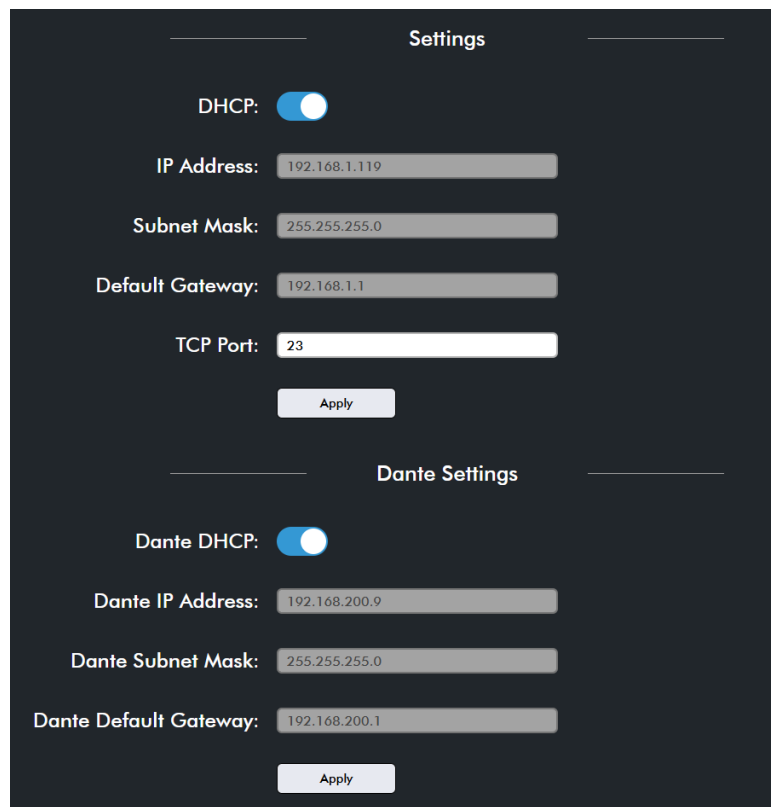 Settings
DHCP:
IP Address: 192.168.1.119
Subnet Mask: 255.255.255.0
Default Gateway: 192.168.1.1
TCP Port: 23
Apply
Dante Settings
Dante DHCP:
Dante IP Address: 192.168.200.9
Dante Subnet Mask: 255.255.255.0
Dante Default Gateway: 192.168.200.1
Apply